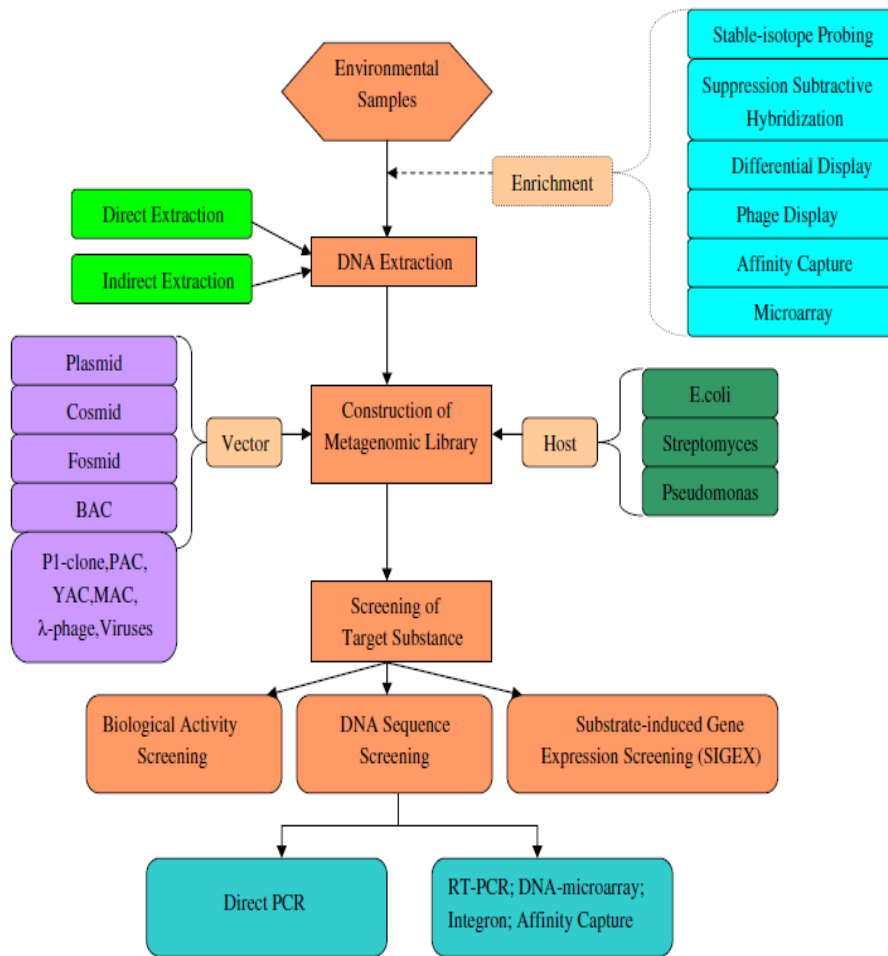 Environmental
Samples
Stable-isotope Probing
Suppression Subtractive
Hybridization
Differential Display
Phage Display
Affinity Capture
Microarray
Enrichment
Direct Extraction
Indirect Extraction
DNA Extraction
Plasmid
Cosmid
Fosmid
BAC
P1-clone,PAC,
YAC,MAC,
λ-phage,Viruses
Vector
Construction of
Metagenomic Library
Host
E.coli
Streptomyces
Pseudomonas
Screening of
Target Substance
Biological Activity
Screening
DNA Sequence
Screening
Substrate-induced Gene
Expression Screening (SIGEX)
Direct PCR
RT-PCR; DNA-microarray;
Integron; Affinity Capture